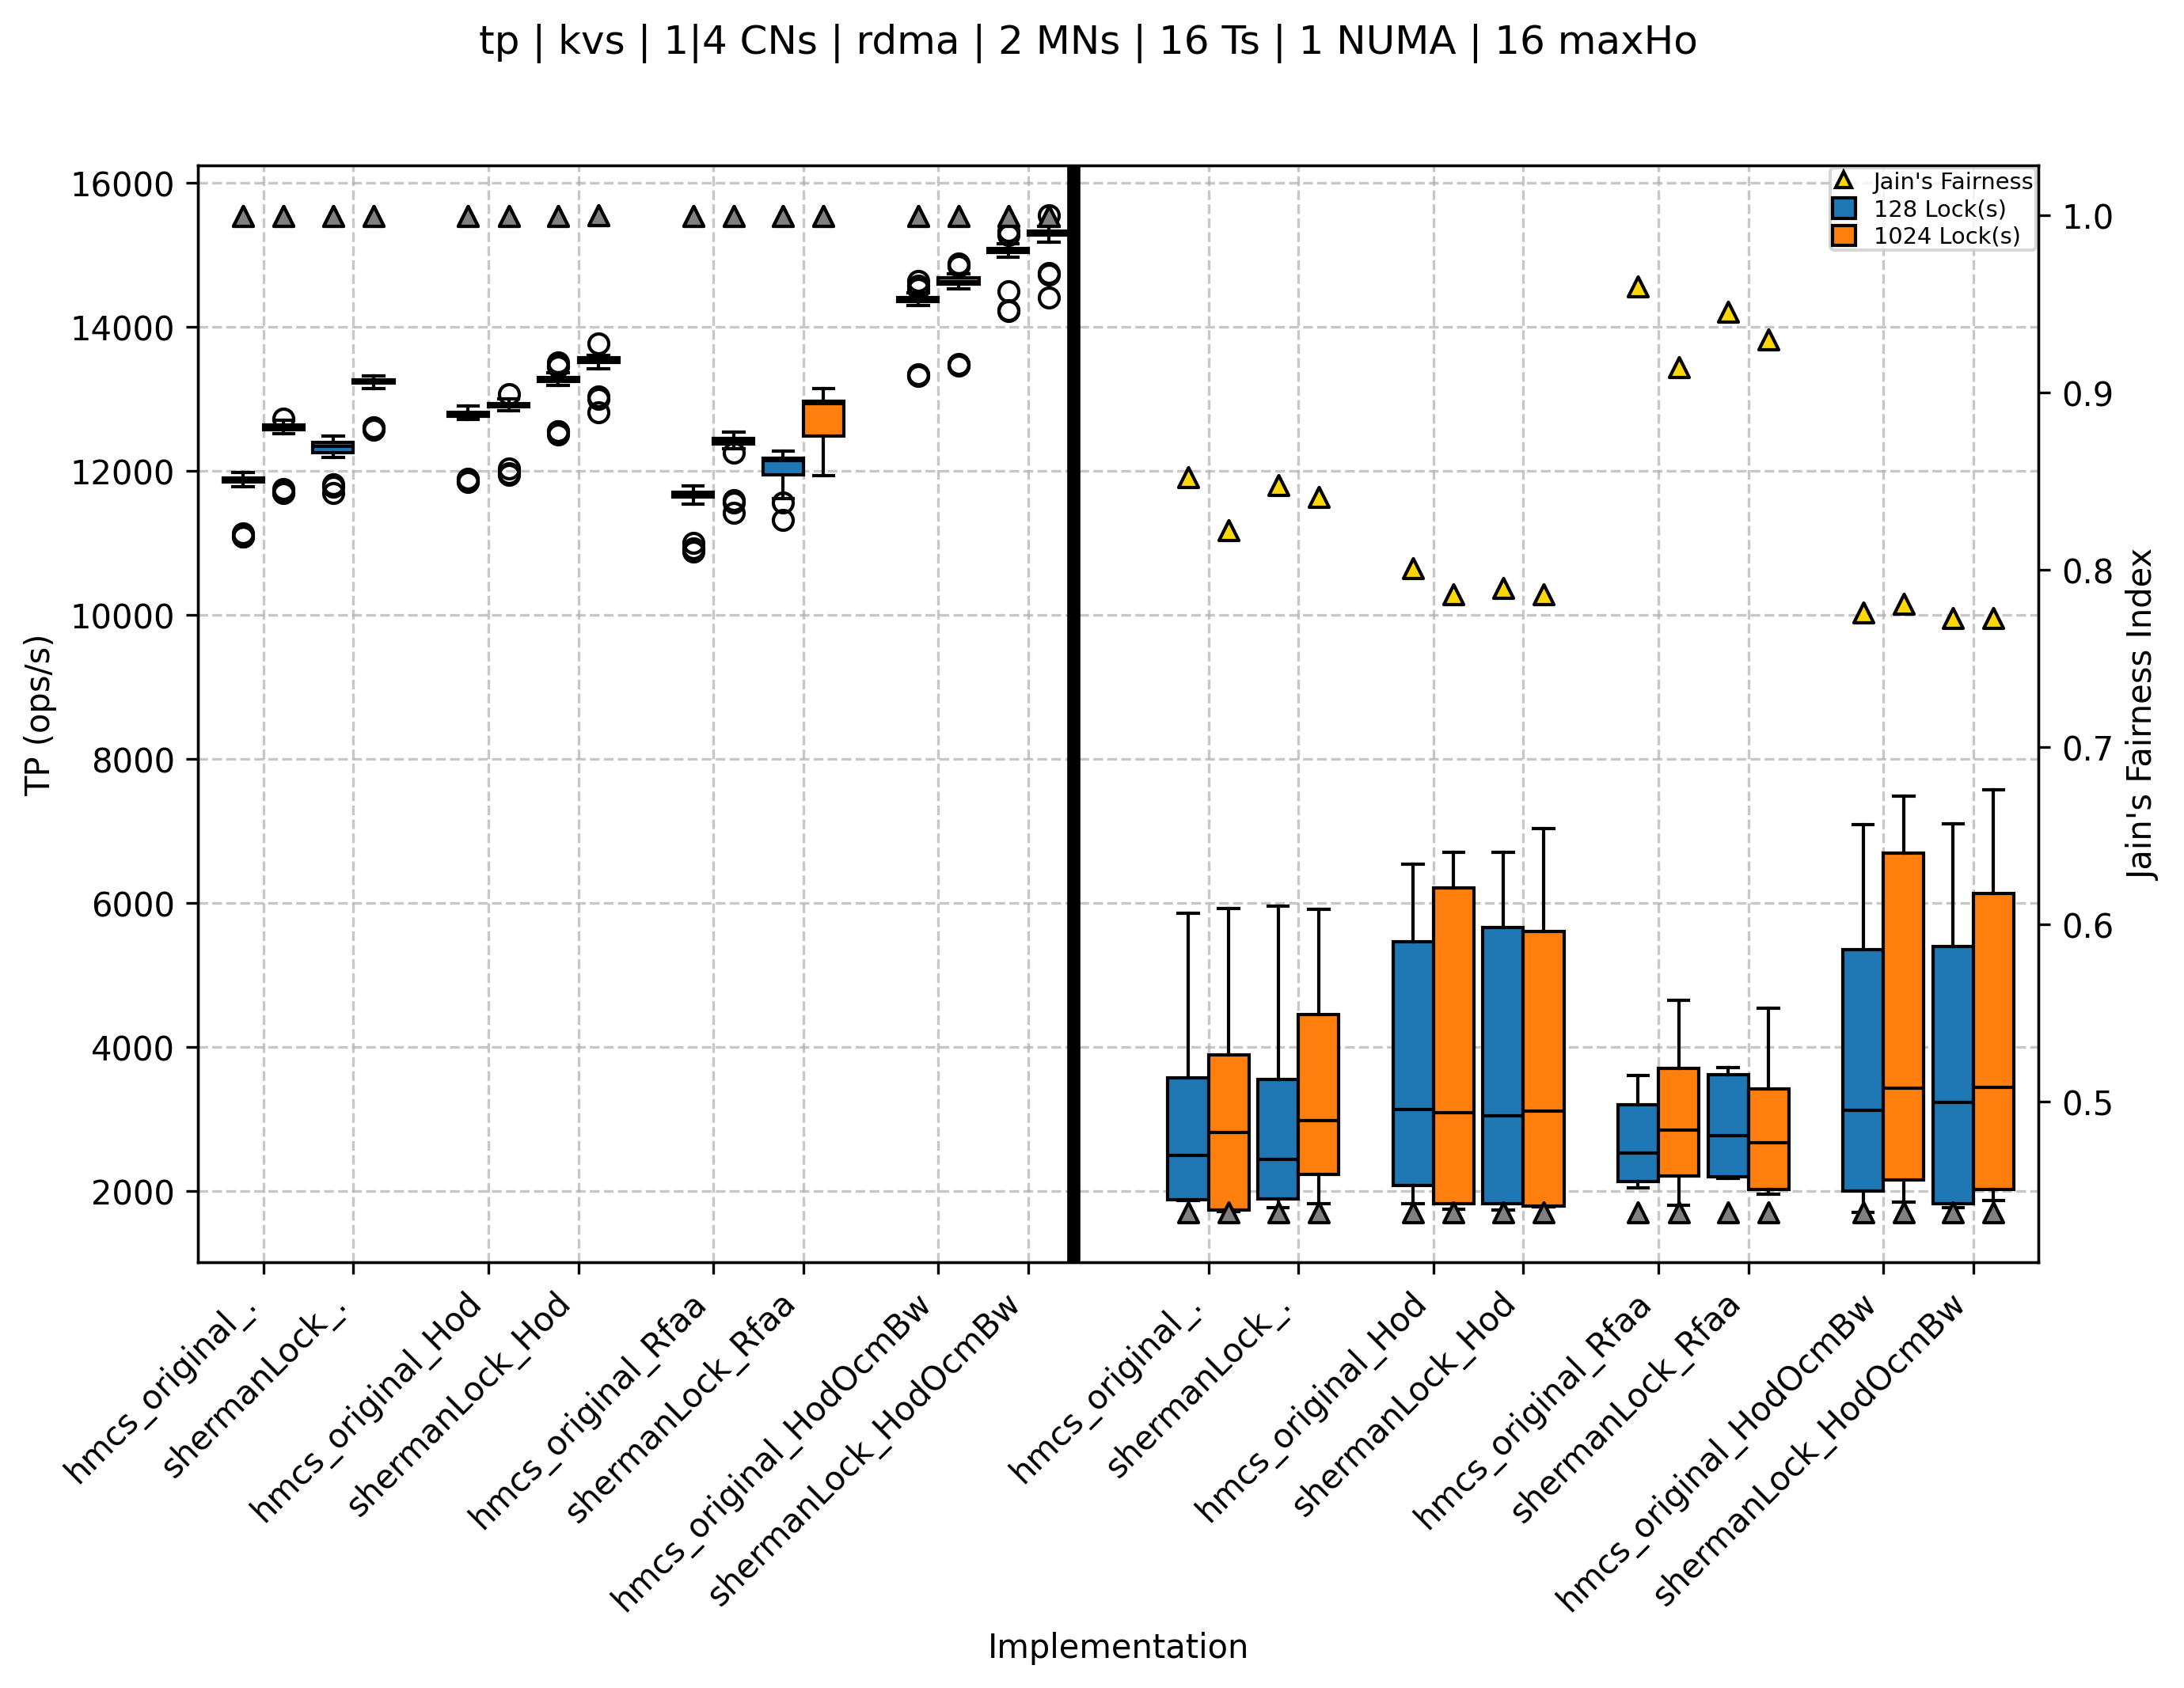 tp | kvs | 1|4 CNs | rdma | 2 MNs | 16 Ts | 1 NUMA | 16 maxHo
Jain's Fairness
128 Lock(s)
1024 Lock(s)
TP (ops/s)
16000
14000
12000
10000
8000
6000
4000
2000
Jain's Fairness Index
1.0
0.9
0.8
0.7
0.6
0.5
hmcs_original_.
shermanLock_.
hmcs_original_Hod
shermanLock_Hod
hmcs_original_Rfaa
shermanLock_Rfaa
hmcs_original_HodOcmBw
shermanLock_HodOcmBw
hmcs_original_.
shermanLock_.
hmcs_original_Hod
shermanLock_Hod
hmcs_original_Rfaa
shermanLock_Rfaa
hmcs_original_HodOcmBw
shermanLock_HodOcmBw
Implementation